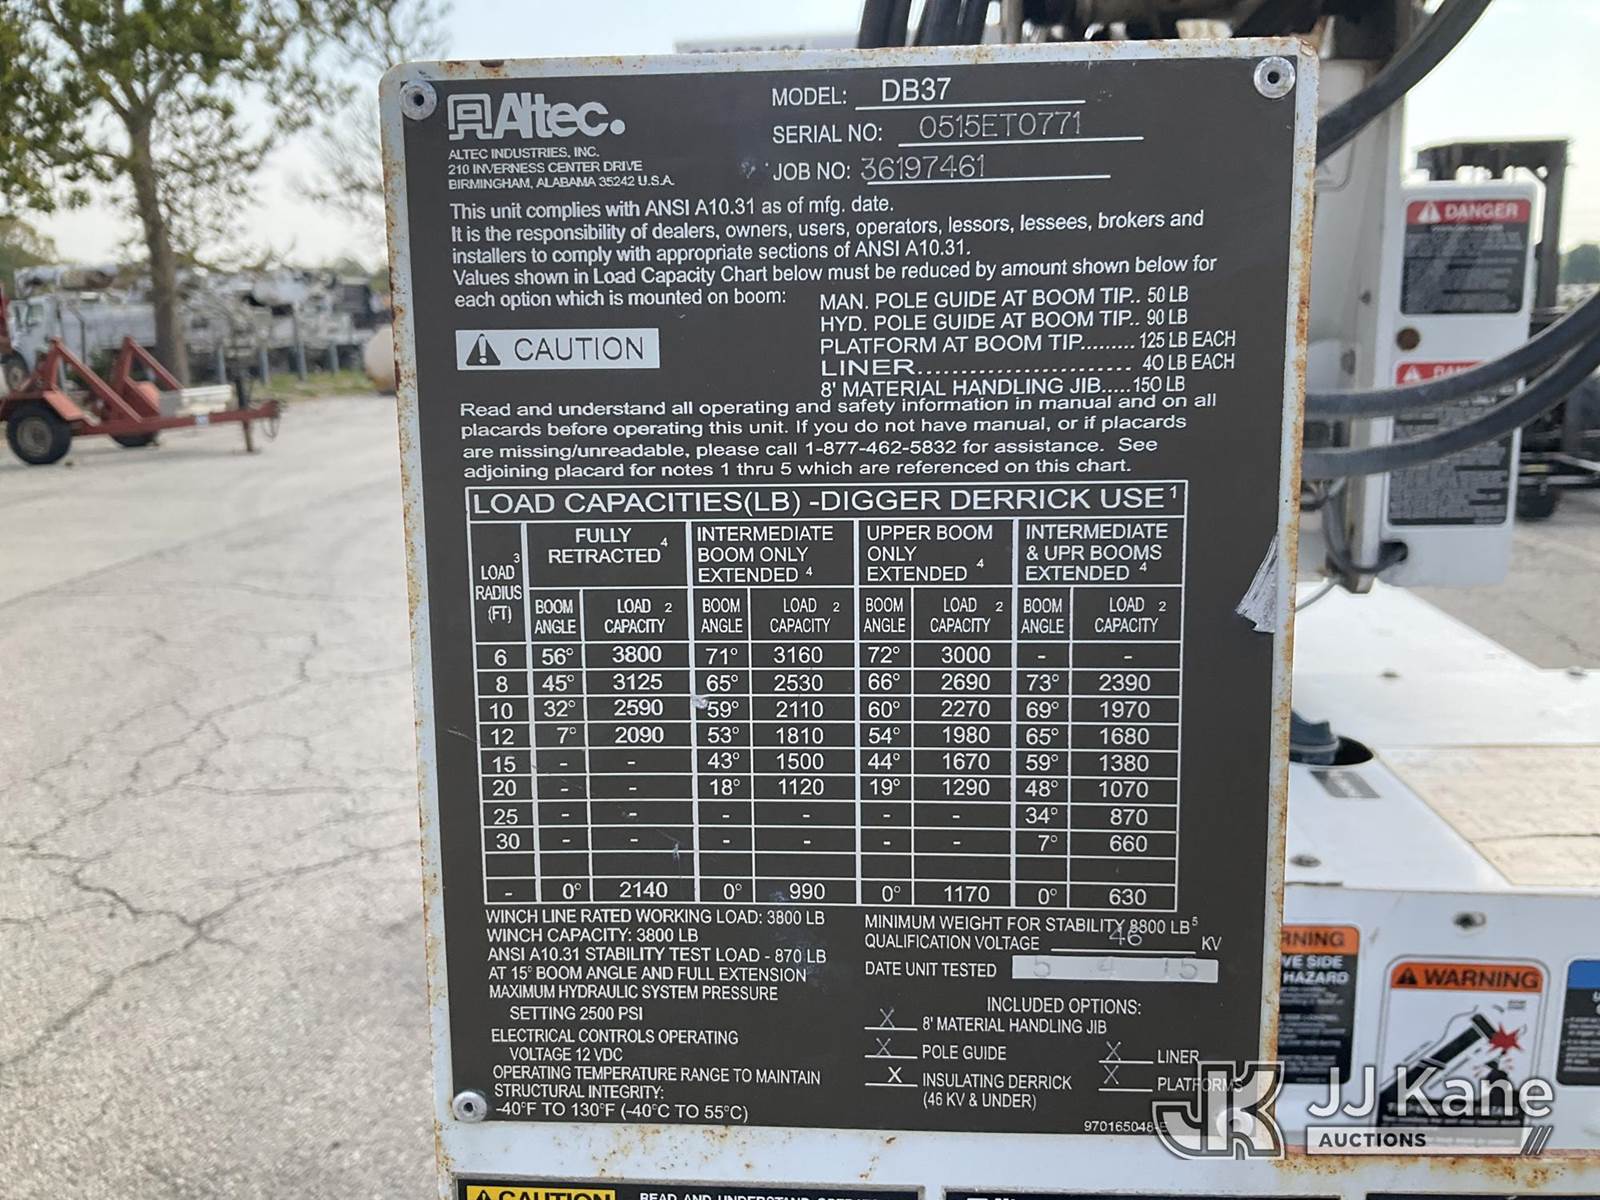 Altec.
ALTEC INDUSTRIES, INC.
210 INVERNESS CENTER DRIVE
BIRMINGHAM, ALABAMA 35242 U.S.A.
MODEL: DB37
SERIAL NO: 0515ET0771
JOB NO: 36197461
This unit complies with ANSI A10.31 as of mfg. date.
It is the responsibility of dealers, owners, users, operators, lessors, lessees, brokers and
installers to comply with appropriate sections of ANSI A10.31.
Values shown in Load Capacity Chart below must be reduced by amount shown below for
each option which is mounted on boom:
MAN. POLE GUIDE AT BOOM TIP.. 50 LB
HYD. POLE GUIDE AT BOOM TIP.. 90 LB
PLATFORM AT BOOM TIP......... 125 LB EACH
LINER........................ 40 LB EACH
8' MATERIAL HANDLING JIB.....150 LB
CAUTION
Read and understand all operating and safety information in manual and on all
placards before operating this unit. If you do not have manual, or if placards
are missing/unreadable, please call 1-877-462-5832 for assistance. See
adjoining placard for notes 1 thru 5 which are referenced on this chart.
LOAD CAPACITIES(LB) -DIGGER DERRICK USE 1
LOAD 3 RADIUS (FT)
FULLY RETRACTED 4
INTERMEDIATE BOOM ONLY EXTENDED 4
UPPER BOOM ONLY EXTENDED 4
INTERMEDIATE & UPR BOOMS EXTENDED 4
BOOM ANGLE LOAD 2 CAPACITY BOOM ANGLE LOAD 2 CAPACITY BOOM ANGLE LOAD 2 CAPACITY BOOM ANGLE LOAD 2 CAPACITY
6 56° 3800 71° 3160 72° 3000 - -
8 45° 3125 65° 2530 66° 2690 73° 2390
10 32° 2590 59° 2110 60° 2270 69° 1970
12 7° 2090 53° 1810 54° 1980 65° 1680
15 - - 43° 1500 44° 1670 59° 1380
20 - - 18° 1120 19° 1290 48° 1070
25 - - - - - - 34° 870
30 - - - - - - 7° 660
- 0° 2140 0° 990 0° 1170 0° 630
WINCH LINE RATED WORKING LOAD: 3800 LB
WINCH CAPACITY: 3800 LB
ANSI A10.31 STABILITY TEST LOAD - 870 LB
AT 15° BOOM ANGLE AND FULL EXTENSION
MAXIMUM HYDRAULIC SYSTEM PRESSURE
SETTING 2500 PSI
ELECTRICAL CONTROLS OPERATING
VOLTAGE 12 VDC
OPERATING TEMPERATURE RANGE TO MAINTAIN
STRUCTURAL INTEGRITY:
-40°F TO 130°F (-40°C TO 55°C)
MINIMUM WEIGHT FOR STABILITY 8800 LB 5
QUALIFICATION VOLTAGE 46 KV
DATE UNIT TESTED 5 4 15
INCLUDED OPTIONS:
X 8' MATERIAL HANDLING JIB
X POLE GUIDE
X LINER
X INSULATING DERRICK
(46 KV & UNDER)
X PLATFORMS
970165048-
DANGER
WARNING
JJ Kane
AUCTIONS
CAUTION